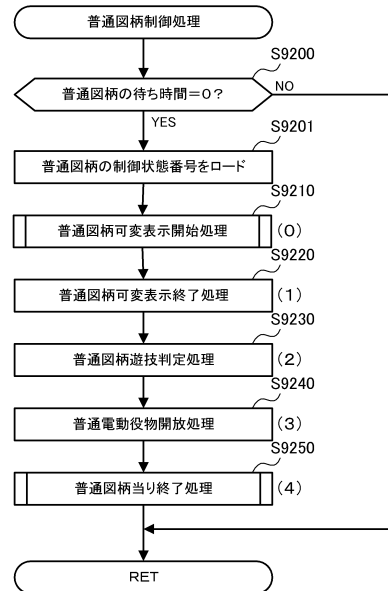 普通図柄制御処理
S9200
普通図柄の待ち時間=0?
NO
YES
S9201
普通図柄の制御状態番号をロード
S9210
普通図柄可変表示開始処理
(0)
S9220
普通図柄可変表示終了処理
(1)
S9230
普通図柄遊技判定処理
(2)
S9240
普通電動役物開放処理
(3)
S9250
普通図柄当り終了処理
(4)
RET